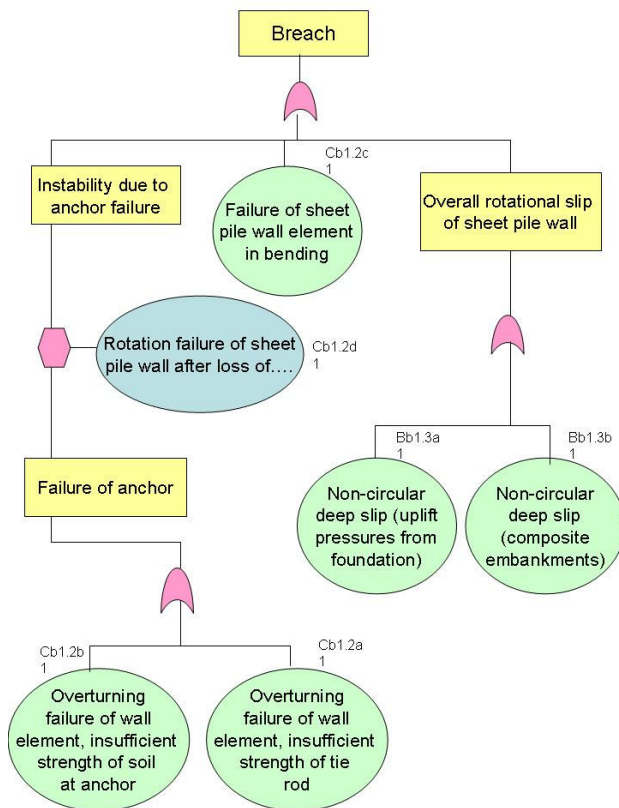 Breach
Cb1.2c
1
Instability due to
anchor failure
Failure of sheet
pile wall element
in bending
Overall rotational slip
of sheet pile wall
Rotation failure of sheet
pile wall after loss of....
Cb1.2d
1
Failure of anchor
Bb1.3a
1
Bb1.3b
1
Non-circular
deep slip (uplift
pressures from
foundation)
Non-circular
deep slip
(composite
embankments)
Cb1.2b
1
Cb1.2a
1
Overturning
failure of wall
element, insufficient
strength of soil
at anchor
Overturning
failure of wall
element, insufficient
strength of tie
rod